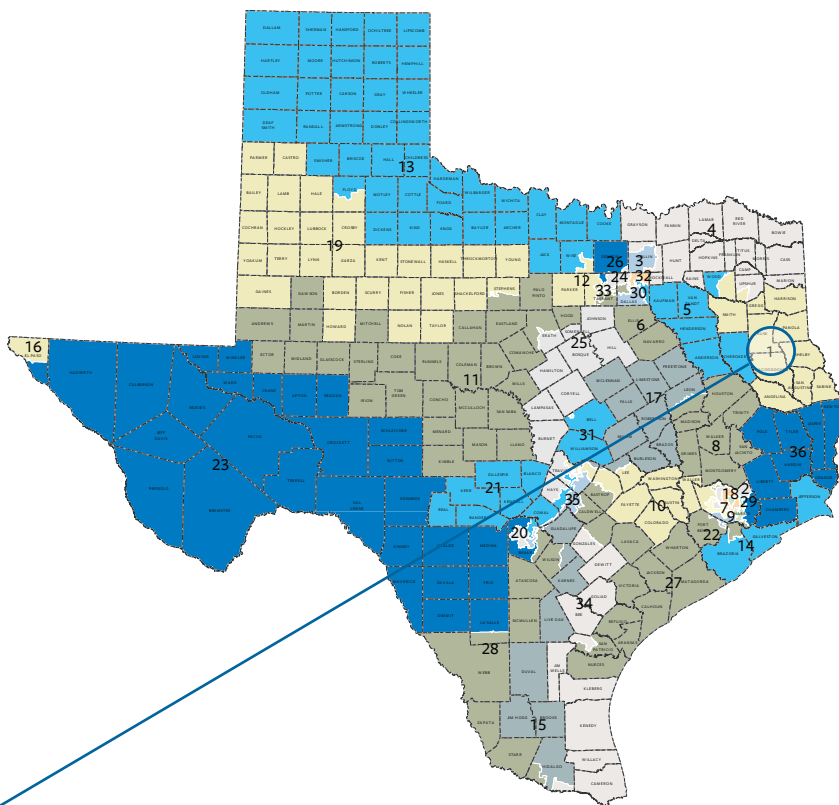 DALLAM SHERMAN HANSFORD OCHILTREE LIPSCOMB
HARTLEY MOORE HUTCHINSON ROBERTS HEMPHILL
OLDHAM POTTER CARSON GRAY WHEELER
DEAF SMITH RANDALL ARMSTRONG DONLEY COLLINGSWORTH
PARMER CASTRO SWISHER BRISCOE HALL CHILDRESS
13
BAILEY LAMB HALE FLOYD MOTLEY COTTLE HARDEMAN
FOARD WILBARGER WICHITA
COCHRAN HOCKLEY LUBBOCK CROSBY DICKENS KING KNOX BAYLOR ARCHER CLAY MONTAGUE COOKE GRAYSON FANNIN LAMAR RED RIVER BOWIE
19
4
YOAKUM TERRY LYNN GARZA KENT STONEWALL HASKELL THROCKMORTON YOUNG JACK WISE
26 3
HUNT DELTA HOPKINS FRANKLIN TITUS MORRIS CASS
CAMP
MARION
GAINES DAWSON BORDEN SCURRY FISHER JONES SHACKELFORD STEPHENS PALO PINTO PARKER
12 24 32
33 30
TARRANT DALLAS ROCKWALL RAINS WOOD UPSHUR
KAUFMAN VAN ZANDT
5
SMITH GREGG HARRISON
ANDREWS MARTIN HOWARD MITCHELL NOLAN TAYLOR CALLAHAN EASTLAND HOOD JOHNSON ELLIS
6
HENDERSON PANOLA
16
EL PASO
ERATH SOMERVELL
25
BOSQUE HILL NAVARRO ANDERSON CHEROKEE SHELBY
WINKLER ECTOR MIDLAND GLASSCOCK STERLING COKE RUNNELS COLEMAN BROWN COMANCHE
HAMILTON FREESTONE
11
HUDSPETH CULBERSON REEVES WARD CRANE UPTON REAGAN IRION TOM GREEN CONCHO MCCULLOCH SAN SABA MILLS
CORYELL MCLENNAN LIMESTONE LEON HOUSTON ANGELINA SAN AUGUSTINE SABINE
17
LAMPASAS FALLS ROBERTSON MADISON TRINITY
JEFF DAVIS PECOS CROCKETT SCHLEICHER MENARD MASON LLANO BURNET BELL
31
WILLIAMSON
BRAZOS BURLESON GRIMES WALKER
8
SAN JACINTO POLK TYLER
36
23
PRESIDIO BREWSTER TERRELL SUTTON KIMBLE
MONTGOMERY LIBERTY
GILLESPIE BLANCO
21
KERR HAYS
LEE WASHINGTON WALLER
BASTROP FAYETTE AUSTIN
10
COLORADO
18 2
7 29
9
CHAMBERS JEFFERSON
REAL COMAL
35
CALDWELL
20
GUADALUPE GONZALES LAVACA WHARTON
22
FORT BEND
BRAZORIA
14
GALVESTON
KINNEY UVALDE MEDINA WILSON DEWITT JACKSON MATAGORDA
27
MAVERICK ZAVALA FRIO ATASCOSA KARNES VICTORIA
GOLIAD CALHOUN
34
DIMMIT LA SALLE MCMULLEN LIVE OAK BEE REFUGIO
ARANSAS
SAN PATRICIO
28
WEBB DUVAL JIM WELLS NUECES
KLEBERG
ZAPATA JIM HOGG BROOKS
15
KENEDY
STARR HIDALGO WILLACY
CAMERON